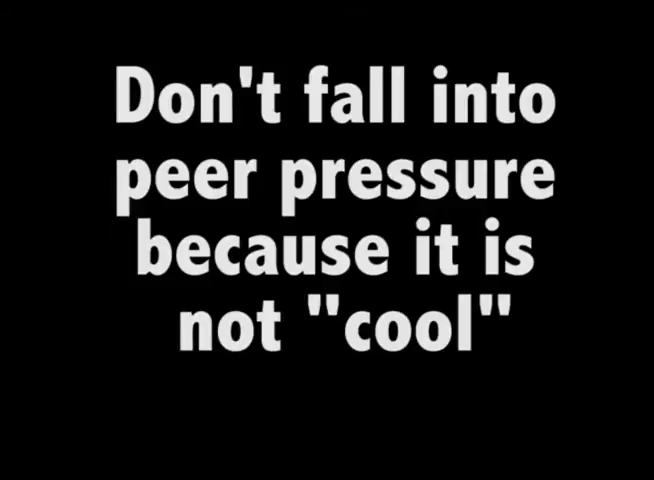 Don't fall into
peer pressure
because it is
not "cool"